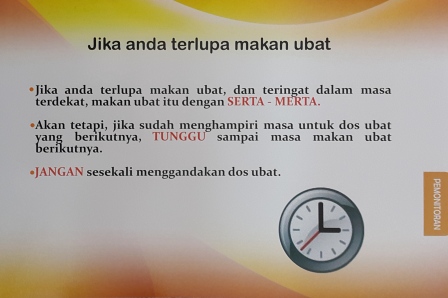 Jika anda terlupa makan ubat
•Jika anda terlupa makan ubat, dan teringat dalam masa
terdekat, makan ubat itu dengan SERTA - MERTA.
•Akan tetapi, jika sudah menghampiri masa untuk dos ubat
yang berikutnya, TUNGGU sampai masa makan ubat
berikutnya.
•JANGAN sesekali menggandakan dos ubat.
PEMONITORAN